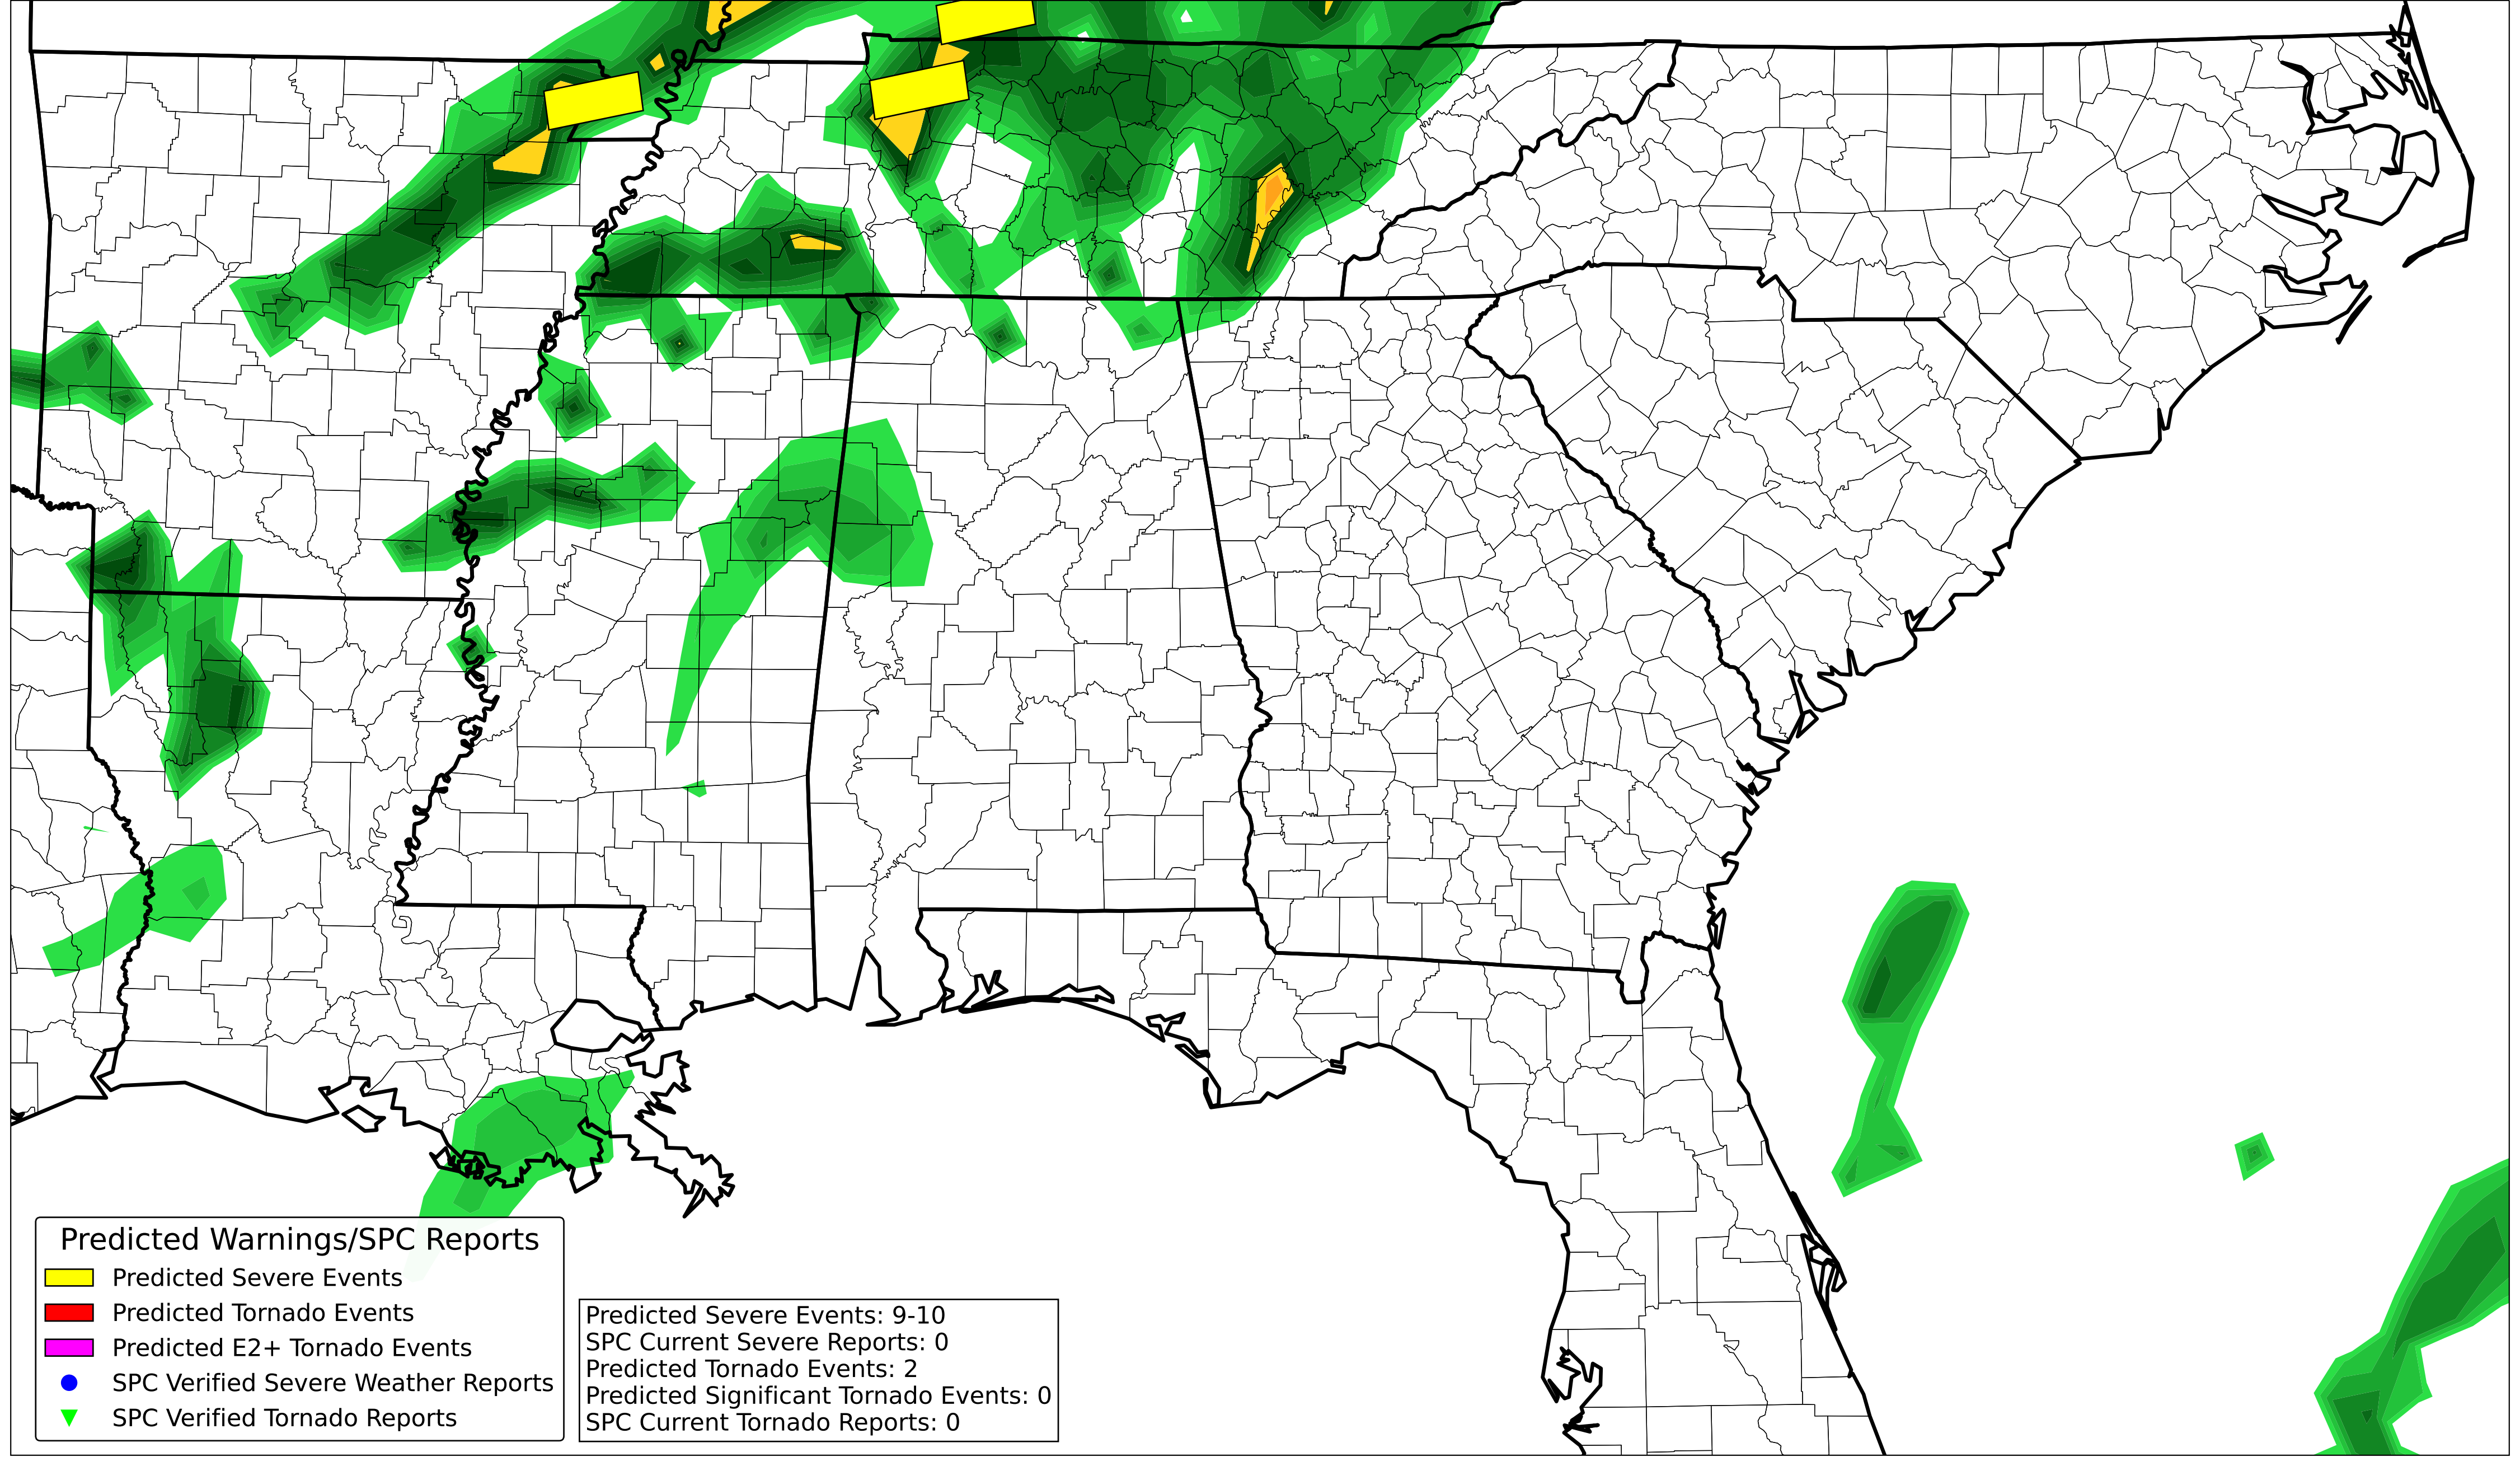 Predicted Warnings/SPC Reports
Predicted Severe Events
Predicted Tornado Events
Predicted E2+ Tornado Events
SPC Verified Severe Weather Reports
SPC Verified Tornado Reports
Predicted Severe Events: 9-10
SPC Current Severe Reports: 0
Predicted Tornado Events: 2
Predicted Significant Tornado Events: 0
SPC Current Tornado Reports: 0